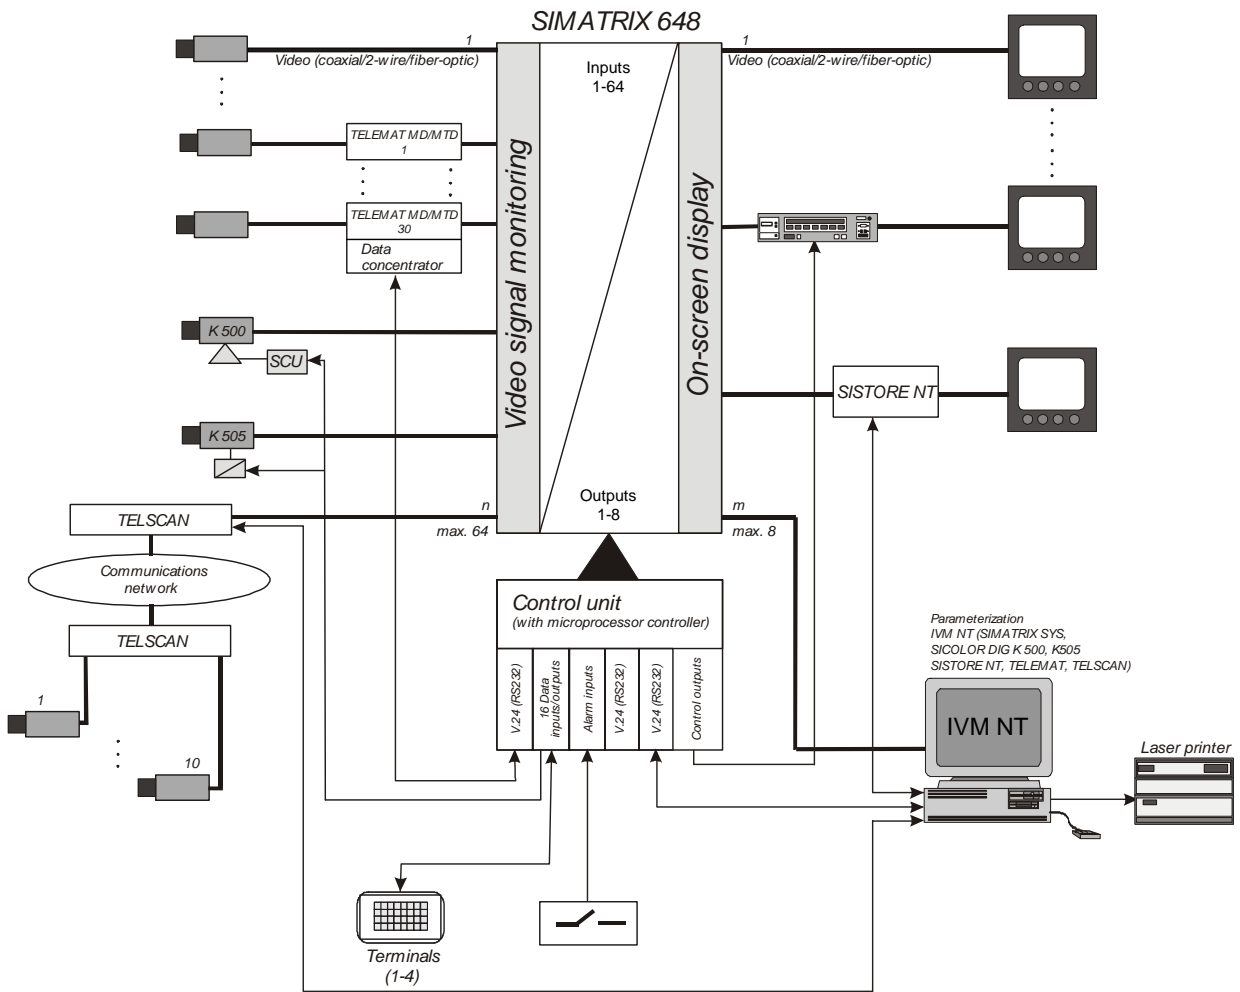 SIMATRIX 648
1
Video (coaxial/2-wire/fiber-optic)
Inputs
1-64
1
Video (coaxial/2-wire/fiber-optic)
TELEMAT MD/MTD
1
TELEMAT MD/MTD
30
Data
concentrator
Video signal monitoring
On-screen display
K 500
SCU
SISTORE NT
K 505
Outputs
1-8
n
max. 64
m
max. 8
TELSCAN
Communications
network
TELSCAN
1
10
Control unit
(with microprocessor controller)
V.24 (RS232)
16 Data
inputs/outputs
Alarm inputs
V.24 (RS232)
V.24 (RS232)
Control outputs
Parameterization
IVM NT (SIMATRIX SYS,
SICOLOR DIG K 500, K505
SISTORE NT, TELEMAT, TELSCAN)
IVM NT
Laser printer
Terminals
(1-4)